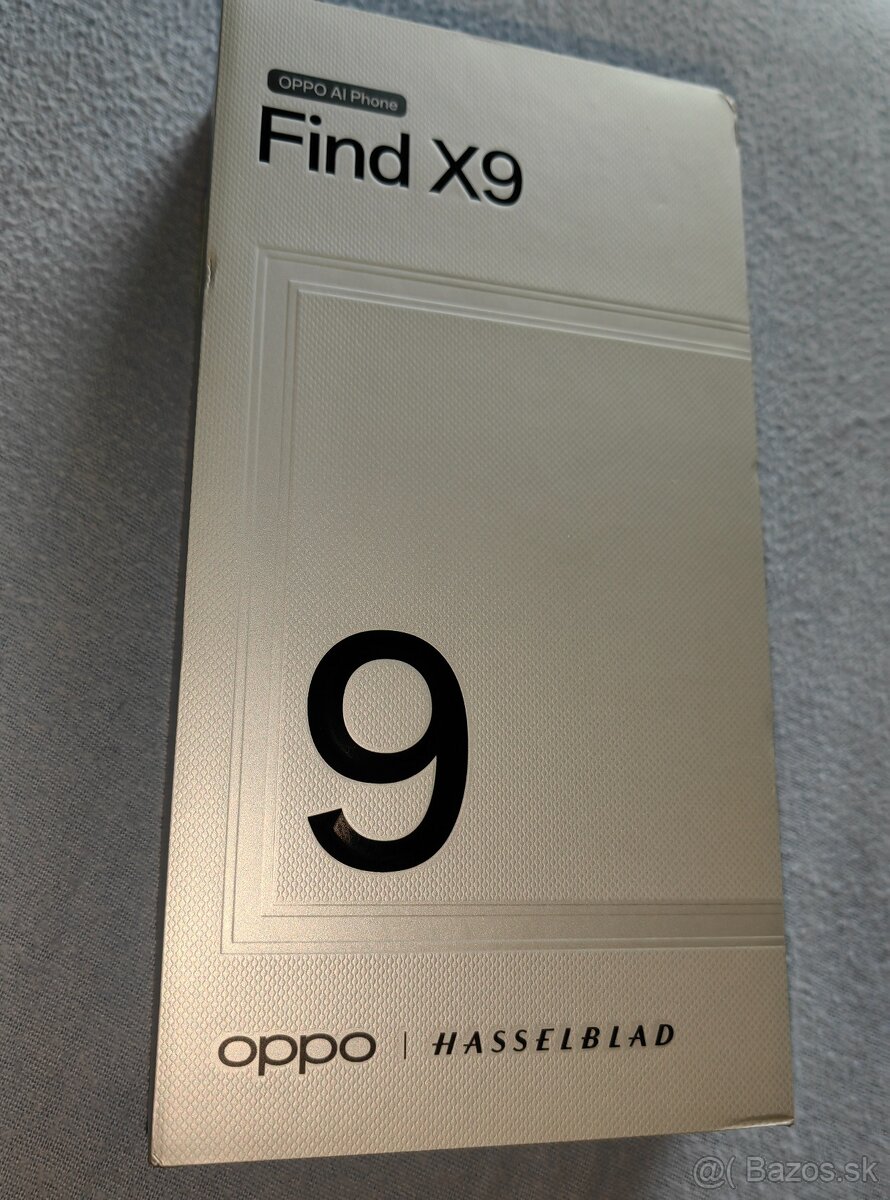 OPPO AI Phone
Find X9
9
oppo | HASSELBLAD
@( Bazos.sk